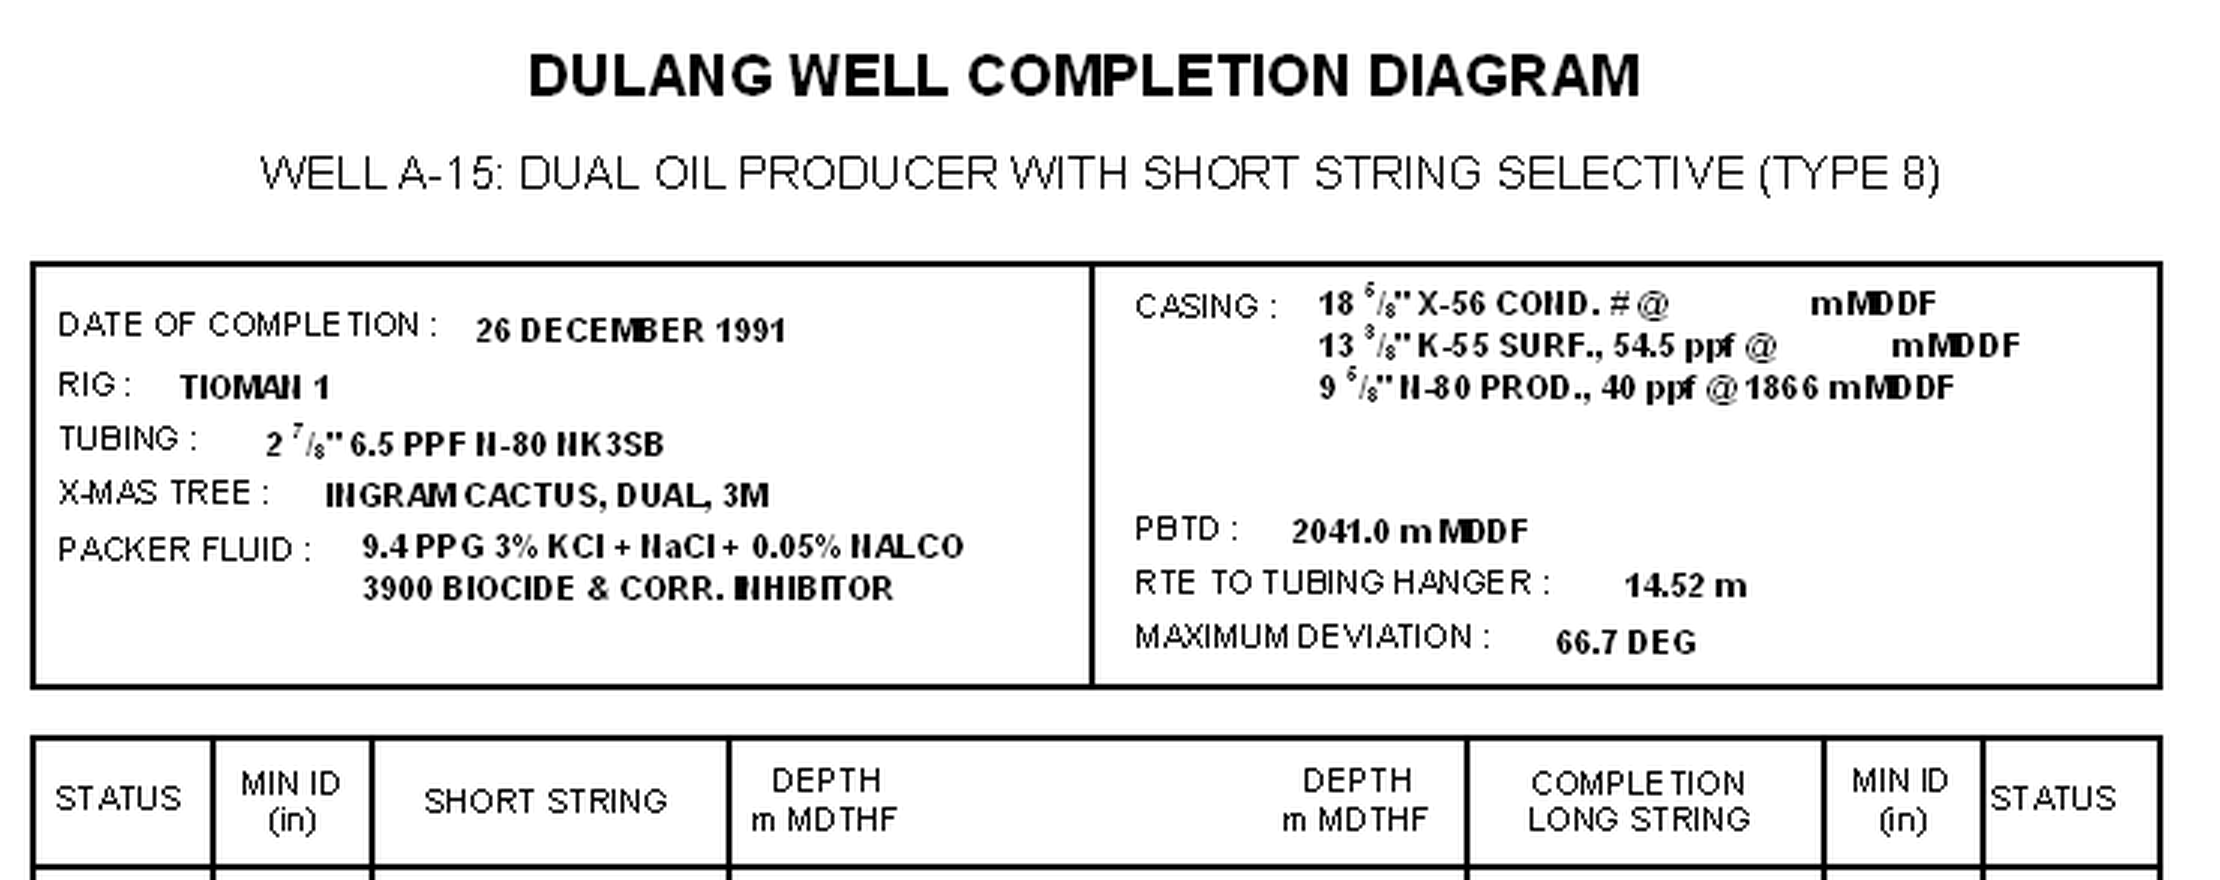 DULANG WELL COMPLETION DIAGRAM
WELL A-15: DUAL OIL PRODUCER WITH SHORT STRING SELECTIVE (TYPE 8)
DATE OF COMPLETION : 26 DECEMBER 1991
RIG : TIOMAN 1
TUBING : 2 7/8" 6.5 PPF N-80 NK3SB
X-MAS TREE : INGRAM CACTUS, DUAL, 3M
PACKER FLUID : 9.4 PPG 3% KCl + NaCl + 0.05% NALCO
3900 BIOCIDE & CORR. INHIBITOR
CASING : 18 5/8" X-56 COND. # @ mMDDF
13 3/8" K-55 SURF., 54.5 ppf @ mMDDF
9 5/8" N-80 PROD., 40 ppf @ 1866 mMDDF
PBTD : 2041.0 m MDDF
RTE TO TUBING HANGER : 14.52 m
MAXIMUM DEVIATION : 66.7 DEG
STATUS
MIN ID
(in)
SHORT STRING
DEPTH
m MDTHF
DEPTH
m MDTHF
COMPLETION
LONG STRING
MIN ID
(in)
STATUS